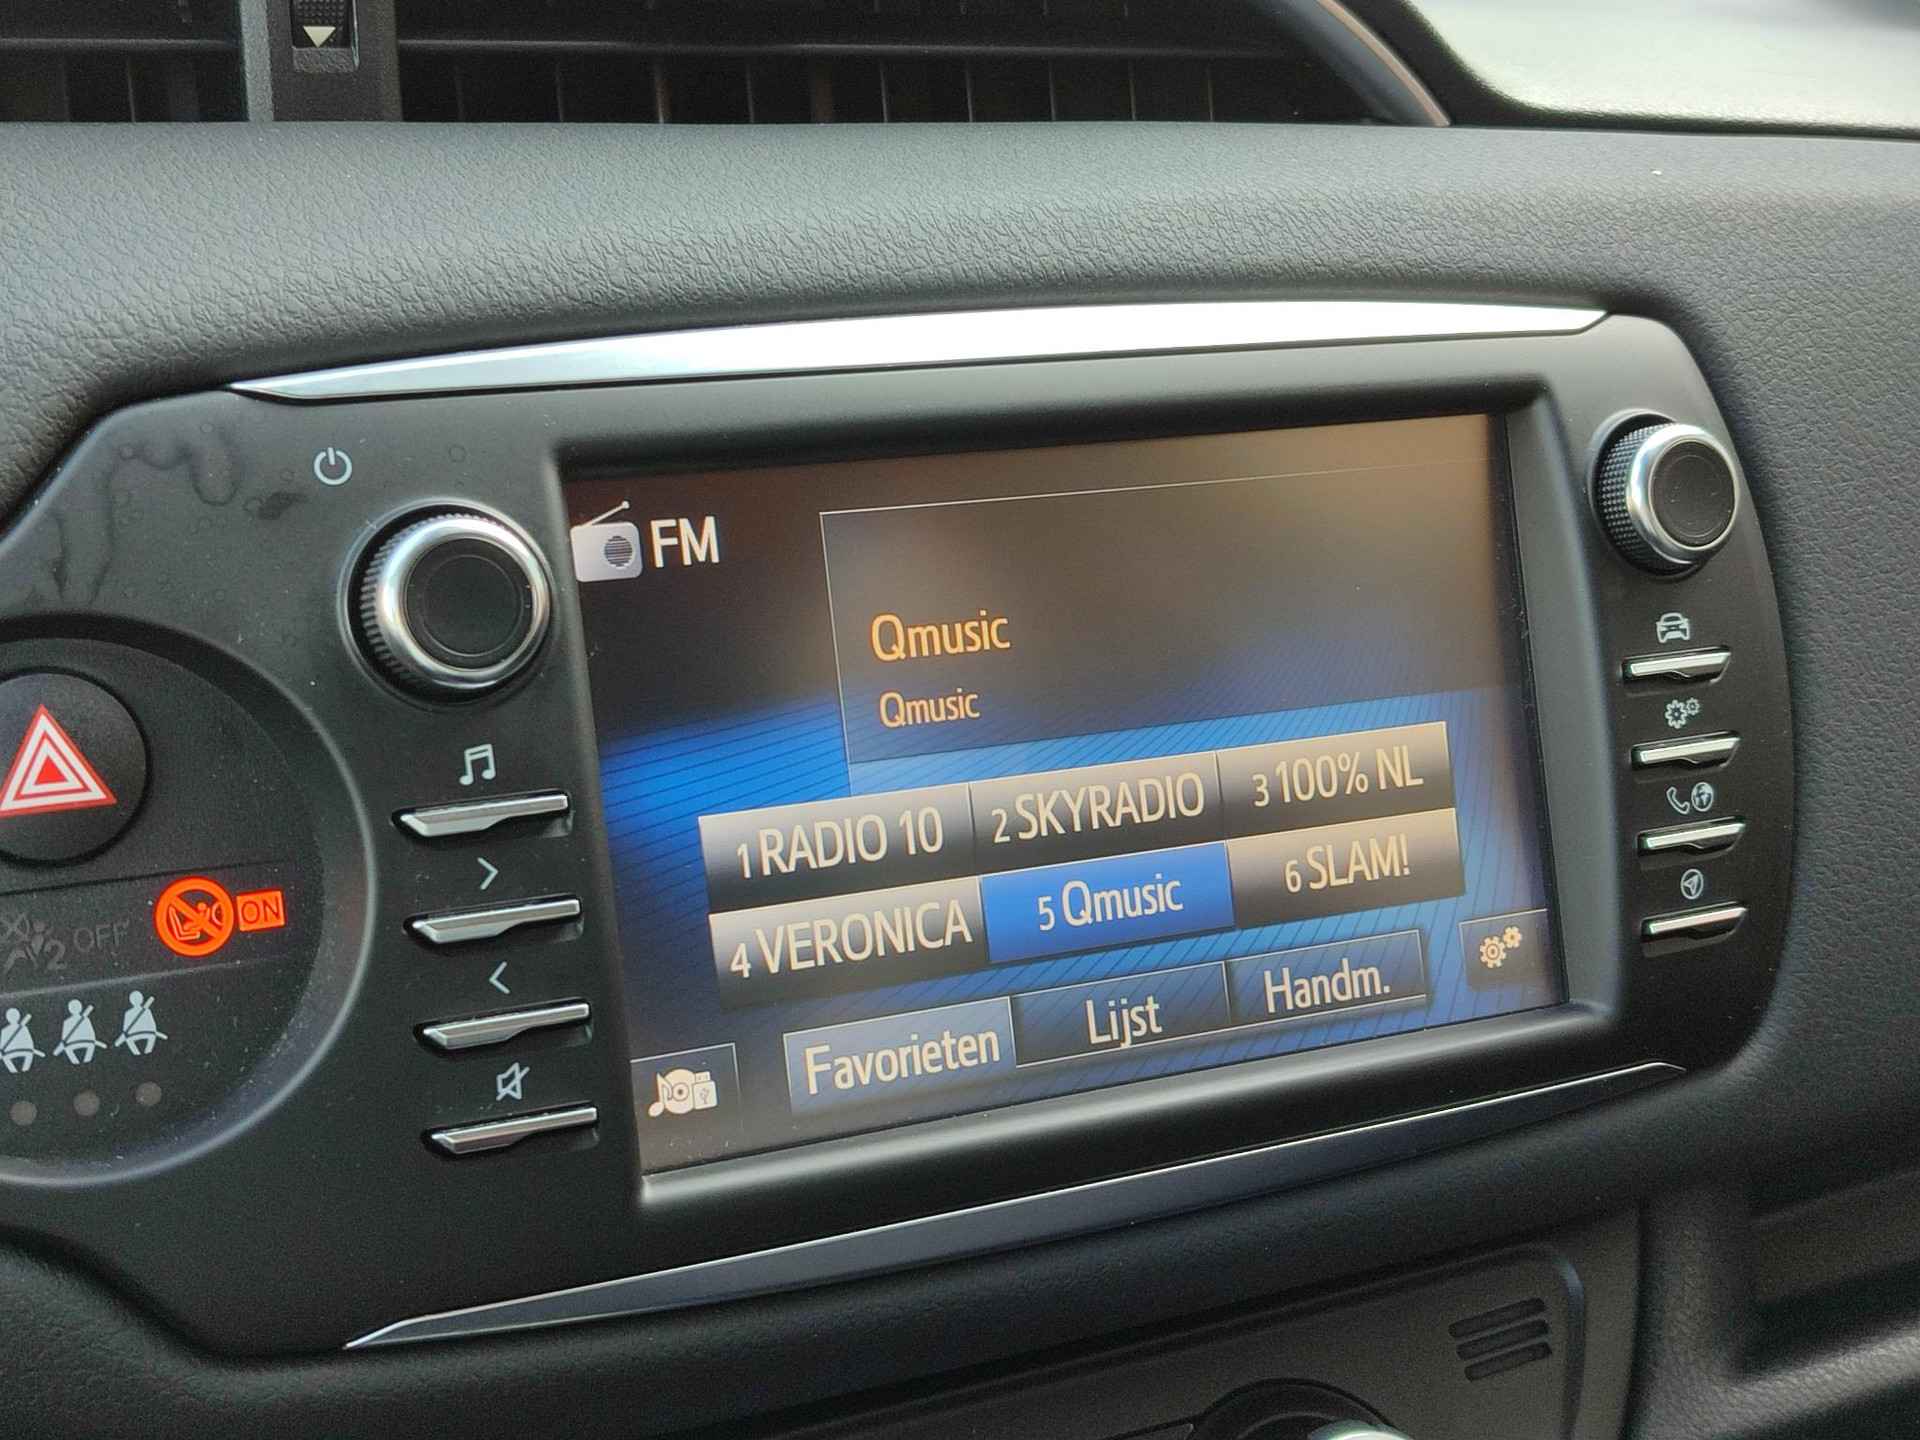 FM
Qmusic
Qmusic
1 RADIO 10 2 SKYRADIO 3 100% NL
4 VERONICA 5 Qmusic 6 SLAM!
Favorieten Lijst Handm.
ON
2 OFF